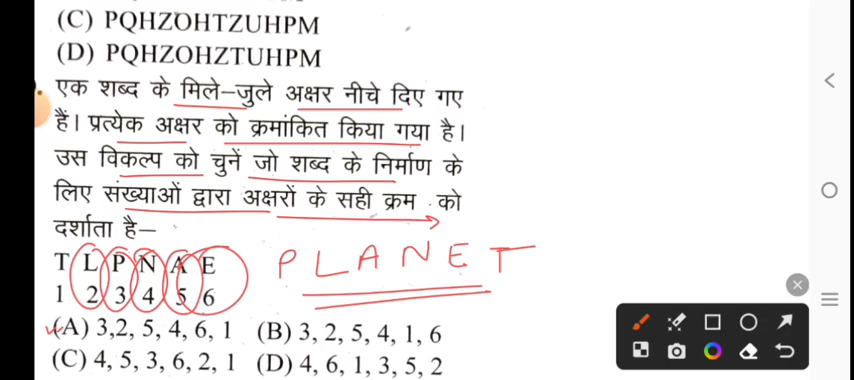 (C) PQHZOHTZUHPM
(D) PQHZOHZTUHPM
एक शब्द के मिले–जुले अक्षर नीचे दिए गए
हैं। प्रत्येक अक्षर को क्रमांकित किया गया है।
उस विकल्प को चुनें जो शब्द के निर्माण के
लिए संख्याओं द्वारा अक्षरों के सही क्रम को
दर्शाता है–
T L P N A E PLANET
1 2 3 4 5 6
(A) 3,2, 5, 4, 6, 1 (B) 3, 2, 5, 4, 1, 6
(C) 4, 5, 3, 6, 2, 1 (D) 4, 6, 1, 3, 5, 2